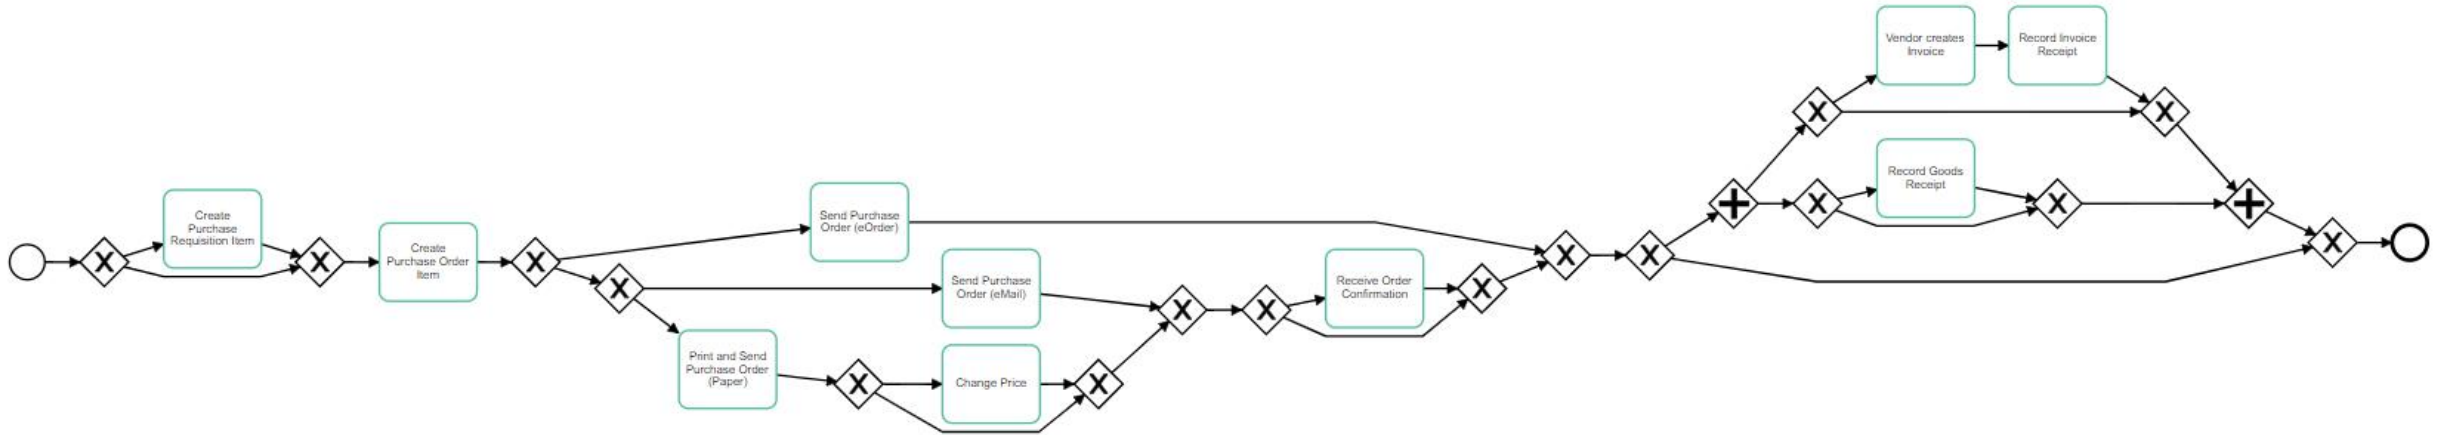 Create
Purchase
Requisition Item
Create
Purchase Order
Item
Send Purchase
Order (eOrder)
Send Purchase
Order (eMail)
Print and Send
Purchase Order
(Paper)
Change Price
Receive Order
Confirmation
Vendor creates
Invoice
Record Invoice
Receipt
Record Goods
Receipt